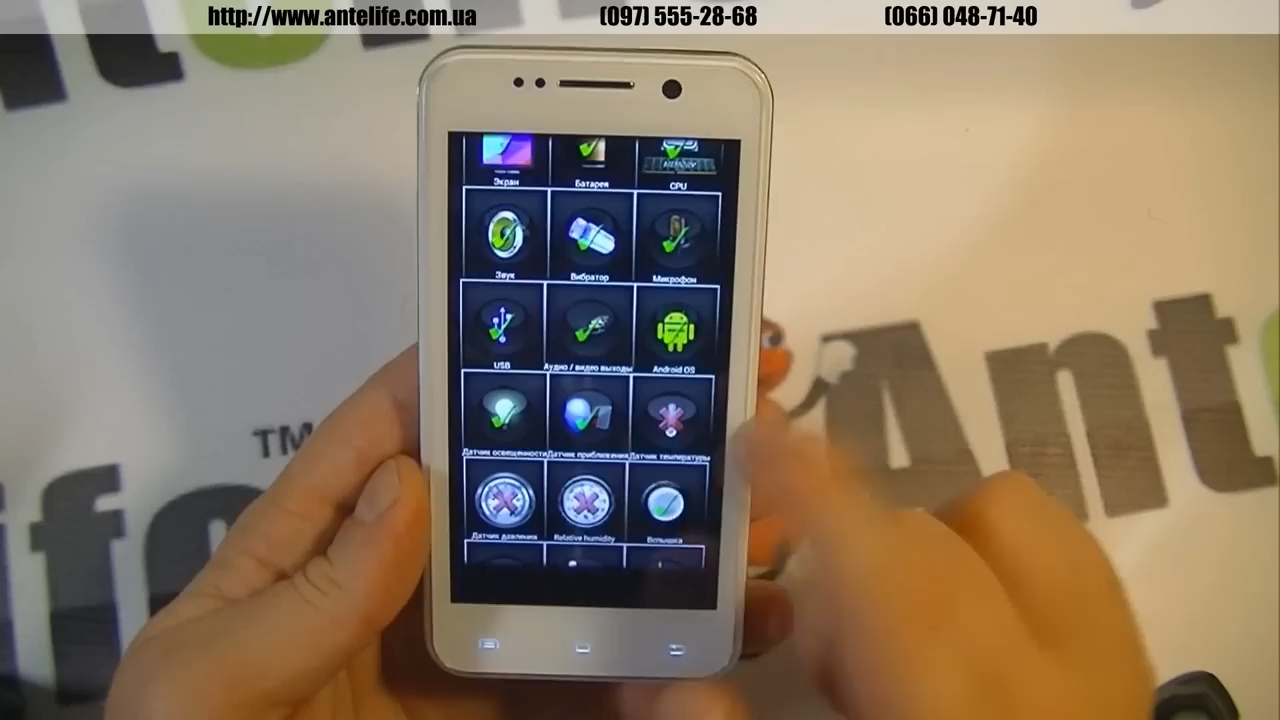 http://www.antelife.com.ua (097) 555-28-68 (066) 048-71-40
Экран Батарея CPU
Звук Вибратор Микрофон
USB Аудио / видео выходы Android OS
Датчик освещенности Датчик приближения Датчик температуры
Датчик давления Relative humidity Вспышка
TM
Ant
ife